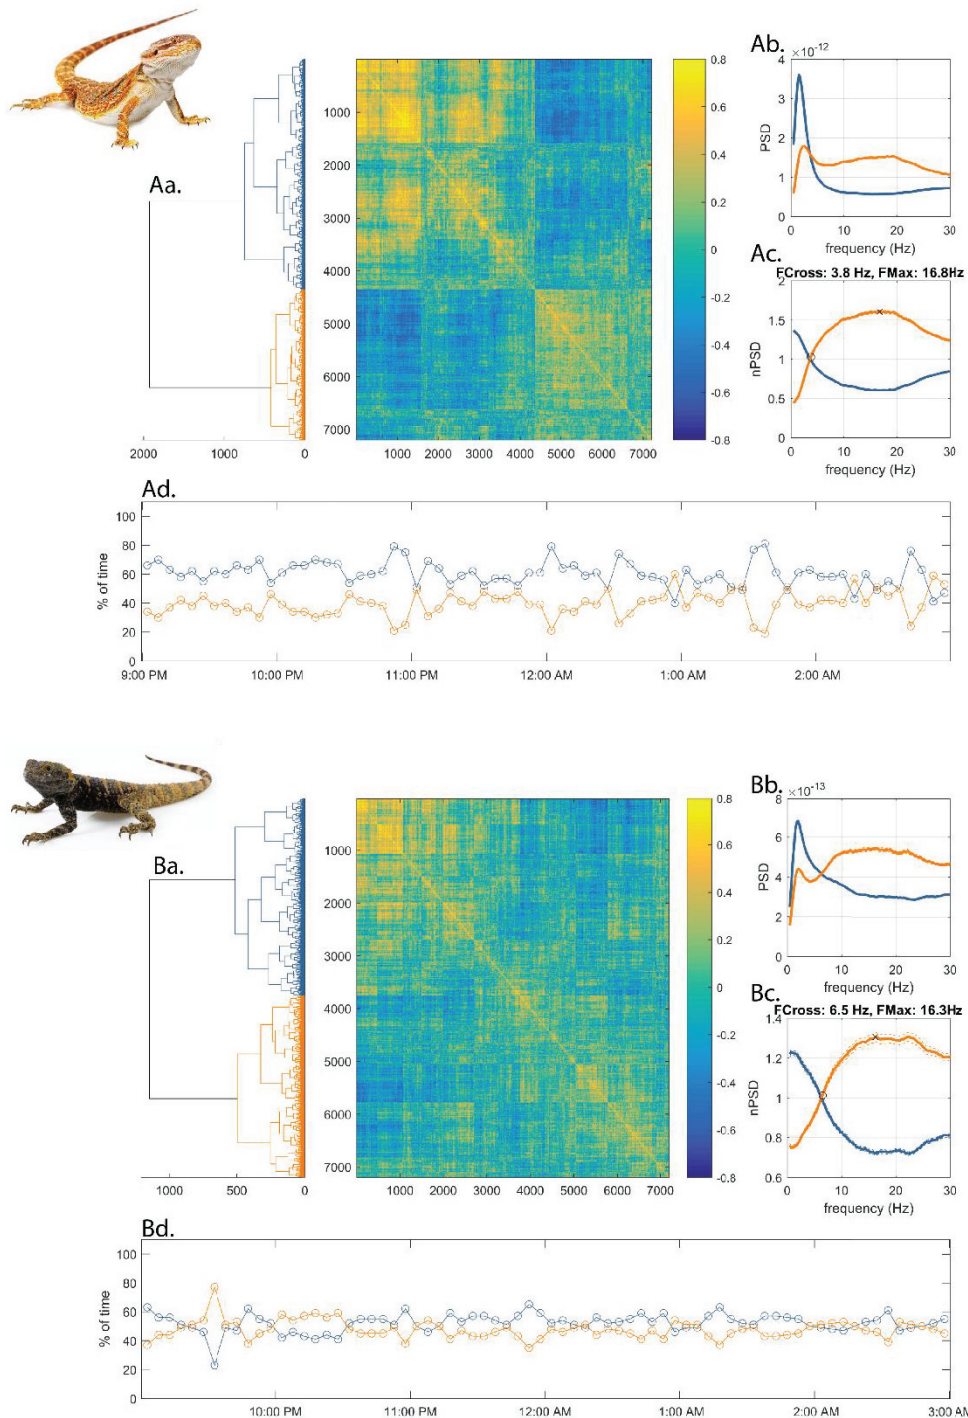 Aa.
1000
2000
3000
4000
5000
6000
7000
1000 2000 3000 4000 5000 6000 7000
2000 1000 0
0.8
0.6
0.4
0.2
0
-0.2
-0.4
-0.6
-0.8
Ab.
×10-12
4
3
2
1
0
PSD
0 10 20 30
frequency (Hz)
Ac.
FCross: 3.8 Hz, FMax: 16.8Hz
2
1.5
1
0.5
0
nPSD
0 10 20 30
frequency (Hz)
Ad.
100
80
60
40
20
0
% of time
9:00 PM 10:00 PM 11:00 PM 12:00 AM 1:00 AM 2:00 AM
Ba.
1000
2000
3000
4000
5000
6000
7000
1000 2000 3000 4000 5000 6000 7000
1000 500 0
0.8
0.6
0.4
0.2
0
-0.2
-0.4
-0.6
-0.8
Bb.
×10-13
8
6
4
2
0
PSD
0 10 20 30
frequency (Hz)
Bc.
FCross: 6.5 Hz, FMax: 16.3Hz
1.4
1.2
1
0.8
0.6
nPSD
0 10 20 30
frequency (Hz)
Bd.
100
80
60
40
20
0
% of time
10:00 PM 11:00 PM 12:00 AM 1:00 AM 2:00 AM 3:00 AM